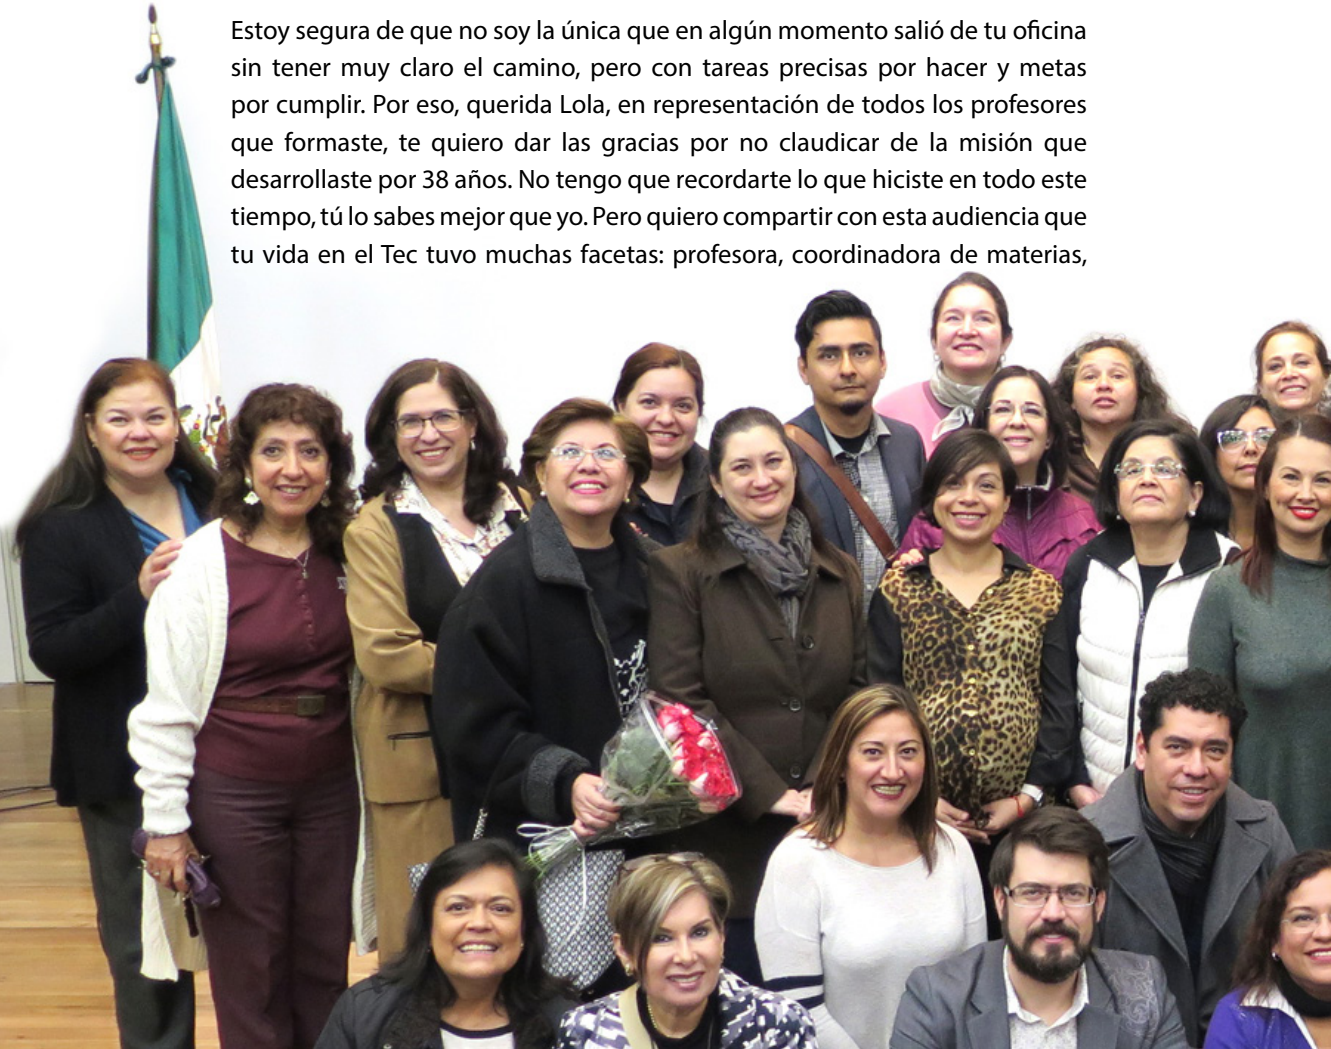 Estoy segura de que no soy la única que en algún momento salió de tu oficina
sin tener muy claro el camino, pero con tareas precisas por hacer y metas
por cumplir. Por eso, querida Lola, en representación de todos los profesores
que formaste, te quiero dar las gracias por no claudicar de la misión que
desarrollaste por 38 años. No tengo que recordarte lo que hiciste en todo este
tiempo, tú lo sabes mejor que yo. Pero quiero compartir con esta audiencia que
tu vida en el Tec tuvo muchas facetas: profesora, coordinadora de materias,